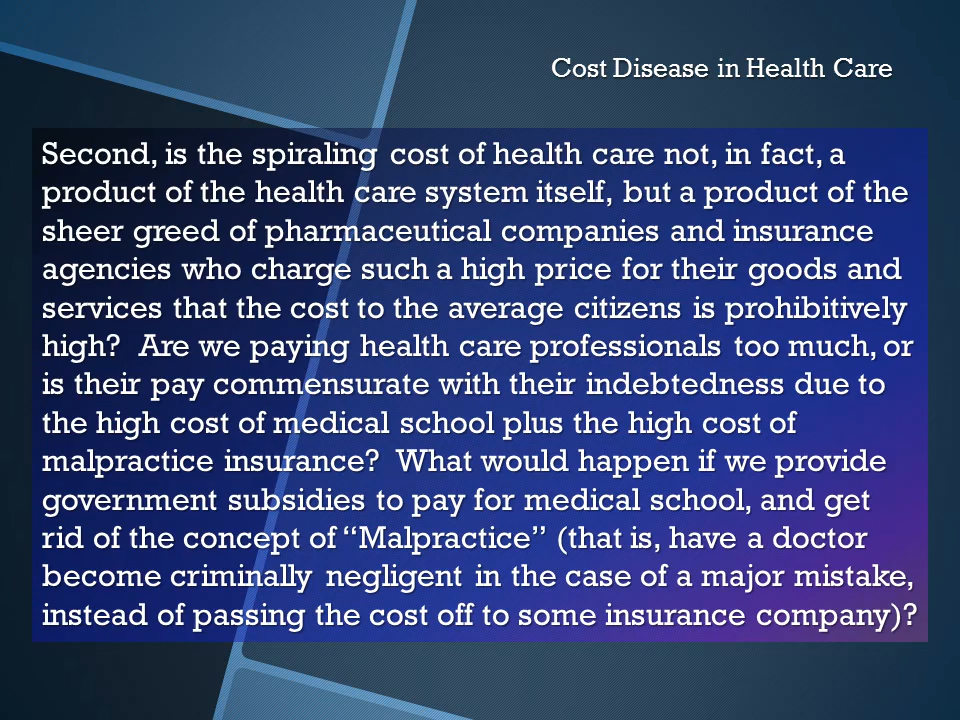 Cost Disease in Health Care
Second, is the spiraling cost of health care not, in fact, a
product of the health care system itself, but a product of the
sheer greed of pharmaceutical companies and insurance
agencies who charge such a high price for their goods and
services that the cost to the average citizens is prohibitively
high? Are we paying health care professionals too much, or
is their pay commensurate with their indebtedness due to
the high cost of medical school plus the high cost of
malpractice insurance? What would happen if we provide
government subsidies to pay for medical school, and get
rid of the concept of “Malpractice” (that is, have a doctor
become criminally negligent in the case of a major mistake,
instead of passing the cost off to some insurance company)?